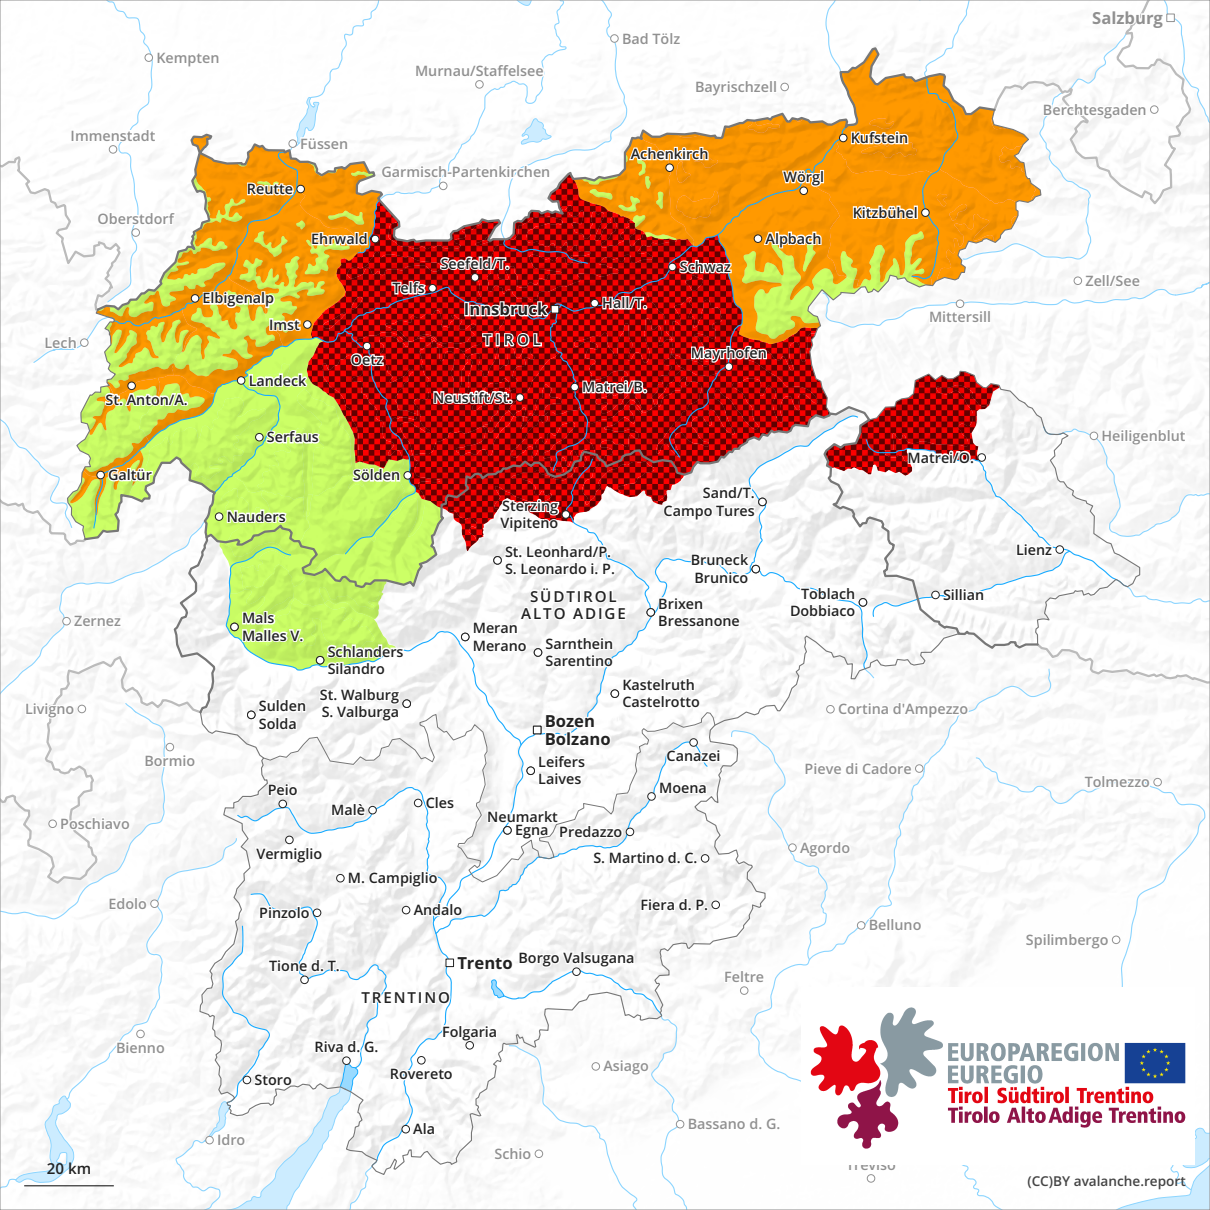 Salzburg
Bad Tölz
Kempten
Murnau/Staffelsee
Bayrischzell
Berchtesgaden
Immenstadt
Füssen
Kufstein
Achenkirch
Garmisch-Partenkirchen
Wörgl
Reutte
Oberstdorf
Kitzbühel
Ehrwald
Alpbach
Seefeld/T.
Schwaz
Zell/See
Telfs
Elbigenalp
Hall/T.
Innsbruck
Mittersill
Imst
TIROL
Lech
Oetz
Mayrhofen
Landeck
Matrei/B.
St. Anton/A.
Neustift/St.
Serfaus
Heiligenblut
Matrei/O.
Galtür
Sölden
Sand/T.
Campo Tures
Sterzing
Vipiteno
Nauders
St. Leonhard/P.
S. Leonardo i. P.
Lienz
Bruneck
Brunico
SÜDTIROL
ALTO ADIGE
Toblach
Dobbiaco
Sillian
Brixen
Bressanone
Zernez
Mals
Malles V.
Meran
Merano
Sarnthein
Sarentino
Schlanders
Silandro
Kastelruth
Castelrotto
St. Walburg
S. Valburga
Sulden
Solda
Livigno
Cortina d'Ampezzo
Bozen
Bolzano
Bormio
Canazei
Leifers
Laives
Pieve di Cadore
Tolmezzo
Peio
Moena
Malè
Cles
Neumarkt
Egna
Predazzo
Poschiavo
Vermiglio
Agordo
S. Martino d. C.
M. Campiglio
Edolo
Pinzolo
Andalo
Fiera d. P.
Belluno
Spilimbergo
Trento
Borgo Valsugana
Tione d. T.
Feltre
TRENTINO
Folgaria
Bienno
Riva d. G.
Rovereto
Asiago
Storo
EUROPAREGION
EUREGIO
Tirol Südtirol Trentino
Tirolo Alto Adige Trentino
Ala
Bassano d. G.
Idro
Schio
Treviso
20 km
(CC)BY avalanche.report